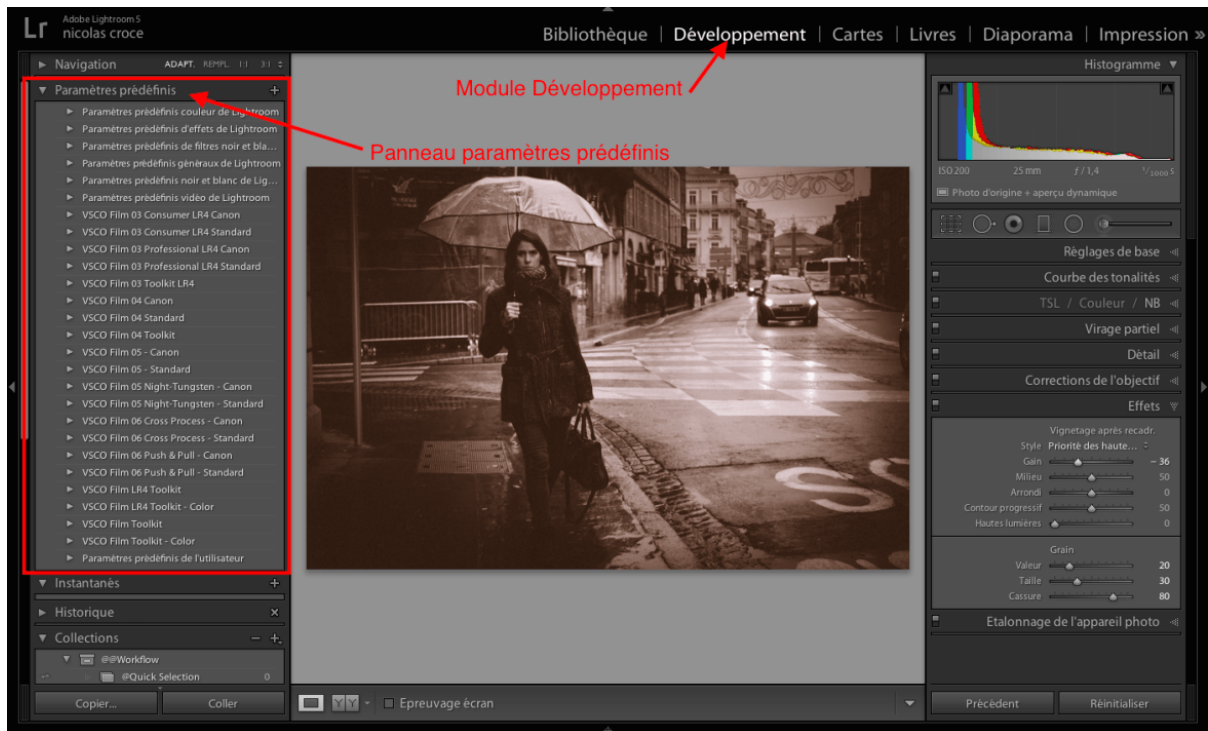 Lr Adobe Lightroom 5
nicolas croce
Bibliothèque | Développement | Cartes | Livres | Diaporama | Impression »
Module Développement
Panneau paramètres prédéfinis
Navigation ADAPT. REMPL. 1:1 3:1
Paramètres prédéfinis +
Paramètres prédéfinis couleur de Lightroom
Paramètres prédéfinis d'effets de Lightroom
Paramètres prédéfinis de filtres noir et bla...
Paramètres prédéfinis généraux de Lightroom
Paramètres prédéfinis noir et blanc de Lig...
Paramètres prédéfinis vidéo de Lightroom
VSCO Film 03 Consumer LR4 Canon
VSCO Film 03 Consumer LR4 Standard
VSCO Film 03 Professional LR4 Canon
VSCO Film 03 Professional LR4 Standard
VSCO Film 03 Toolkit LR4
VSCO Film 04 Canon
VSCO Film 04 Standard
VSCO Film 04 Toolkit
VSCO Film 05 - Canon
VSCO Film 05 - Standard
VSCO Film 05 Night-Tungsten - Canon
VSCO Film 05 Night-Tungsten - Standard
VSCO Film 06 Cross Process - Canon
VSCO Film 06 Cross Process - Standard
VSCO Film 06 Push & Pull - Canon
VSCO Film 06 Push & Pull - Standard
VSCO Film LR4 Toolkit
VSCO Film LR4 Toolkit - Color
VSCO Film Toolkit
VSCO Film Toolkit - Color
Paramètres prédéfinis de l'utilisateur
Instantanés +
Historique ×
Collections − +
@@Workflow
@Quick Selection 0
Copier... Coller
YY Epreuvage écran
Histogramme
ISO 200 25 mm ƒ / 1,4 1/1000 s
Photo d'origine + aperçu dynamique
Réglages de base
Courbe des tonalités
TSL / Couleur / NB
Virage partiel
Détail
Corrections de l'objectif
Effets
Vignetage après recadr.
Style Priorité des haute...
Gain − 36
Milieu 50
Arrondi 0
Contour progressif 50
Hautes lumières 0
Grain
Valeur 20
Taille 30
Cassure 80
Etalonnage de l'appareil photo
Précédent Réinitialiser